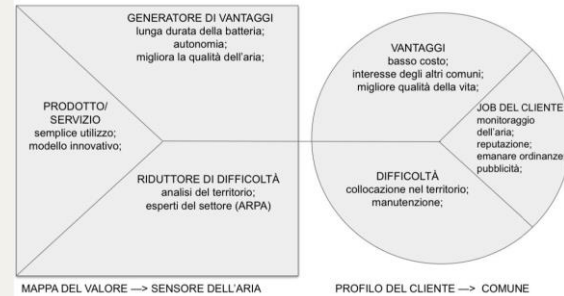 GENERATORE DI VANTAGGI
lunga durata della batteria;
autonomia;
migliora la qualità dell'aria;
PRODOTTO/
SERVIZIO
semplice utilizzo;
modello innovativo;
RIDUTTORE DI DIFFICOLTÀ
analisi del territorio;
esperti del settore (ARPA)
VANTAGGI
basso costo;
interesse degli altri comuni;
migliore qualità della vita;
JOB DEL CLIENTE
monitoraggio
dell'aria;
reputazione;
emanare ordinanze
pubblicità;
DIFFICOLTÀ
collocazione nel territorio;
manutenzione;
MAPPA DEL VALORE —> SENSORE DELL'ARIA
PROFILO DEL CLIENTE —> COMUNE